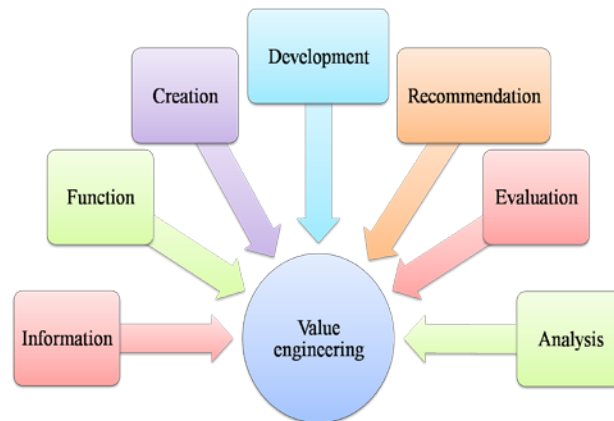 Development
Creation
Recommendation
Function
Evaluation
Information
Value
engineering
Analysis